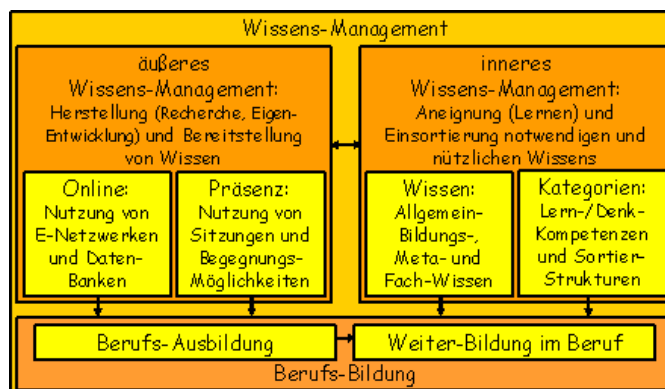 Wissens-Management
äußeres
Wissens-Management:
Herstellung (Recherche, Eigen-
Entwicklung) und Bereitstellung
von Wissen
inneres
Wissens-Management:
Aneignung (Lernen) und
Einsortierung notwendigen und
nützlichen Wissens
Online:
Nutzung von
E-Netzwerken
und Daten-
Banken
Präsenz:
Nutzung von
Sitzungen und
Begegnungs-
Möglichkeiten
Wissen:
Allgemein-
Bildungs-,
Meta- und
Fach-Wissen
Kategorien:
Lern-/Denk-
Kompetenzen
und Sortier-
Strukturen
Berufs-Ausbildung
Weiter-Bildung im Beruf
Berufs-Bildung